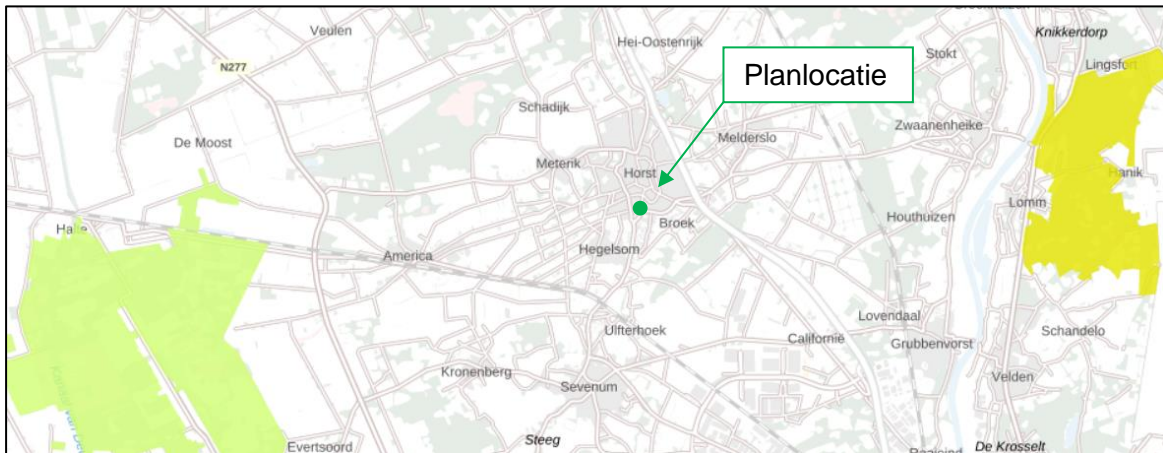 Veulen
N277
Hei-Oostenrijk
Knikkerdorp
Stokt
Lingsfort
Planlocatie
Schadijk
Zwaanenheike
De Moost
Melderslo
Meterik
Horst
Hanik
Lomm
Houthuizen
Broek
America
Hegelsom
Lovendaal
Ulfterhoek
Californië
Schandelo
Grubbenvorst
Kronenberg
Sevenum
Velden
Evertsoord
Steeg
De Krosselt